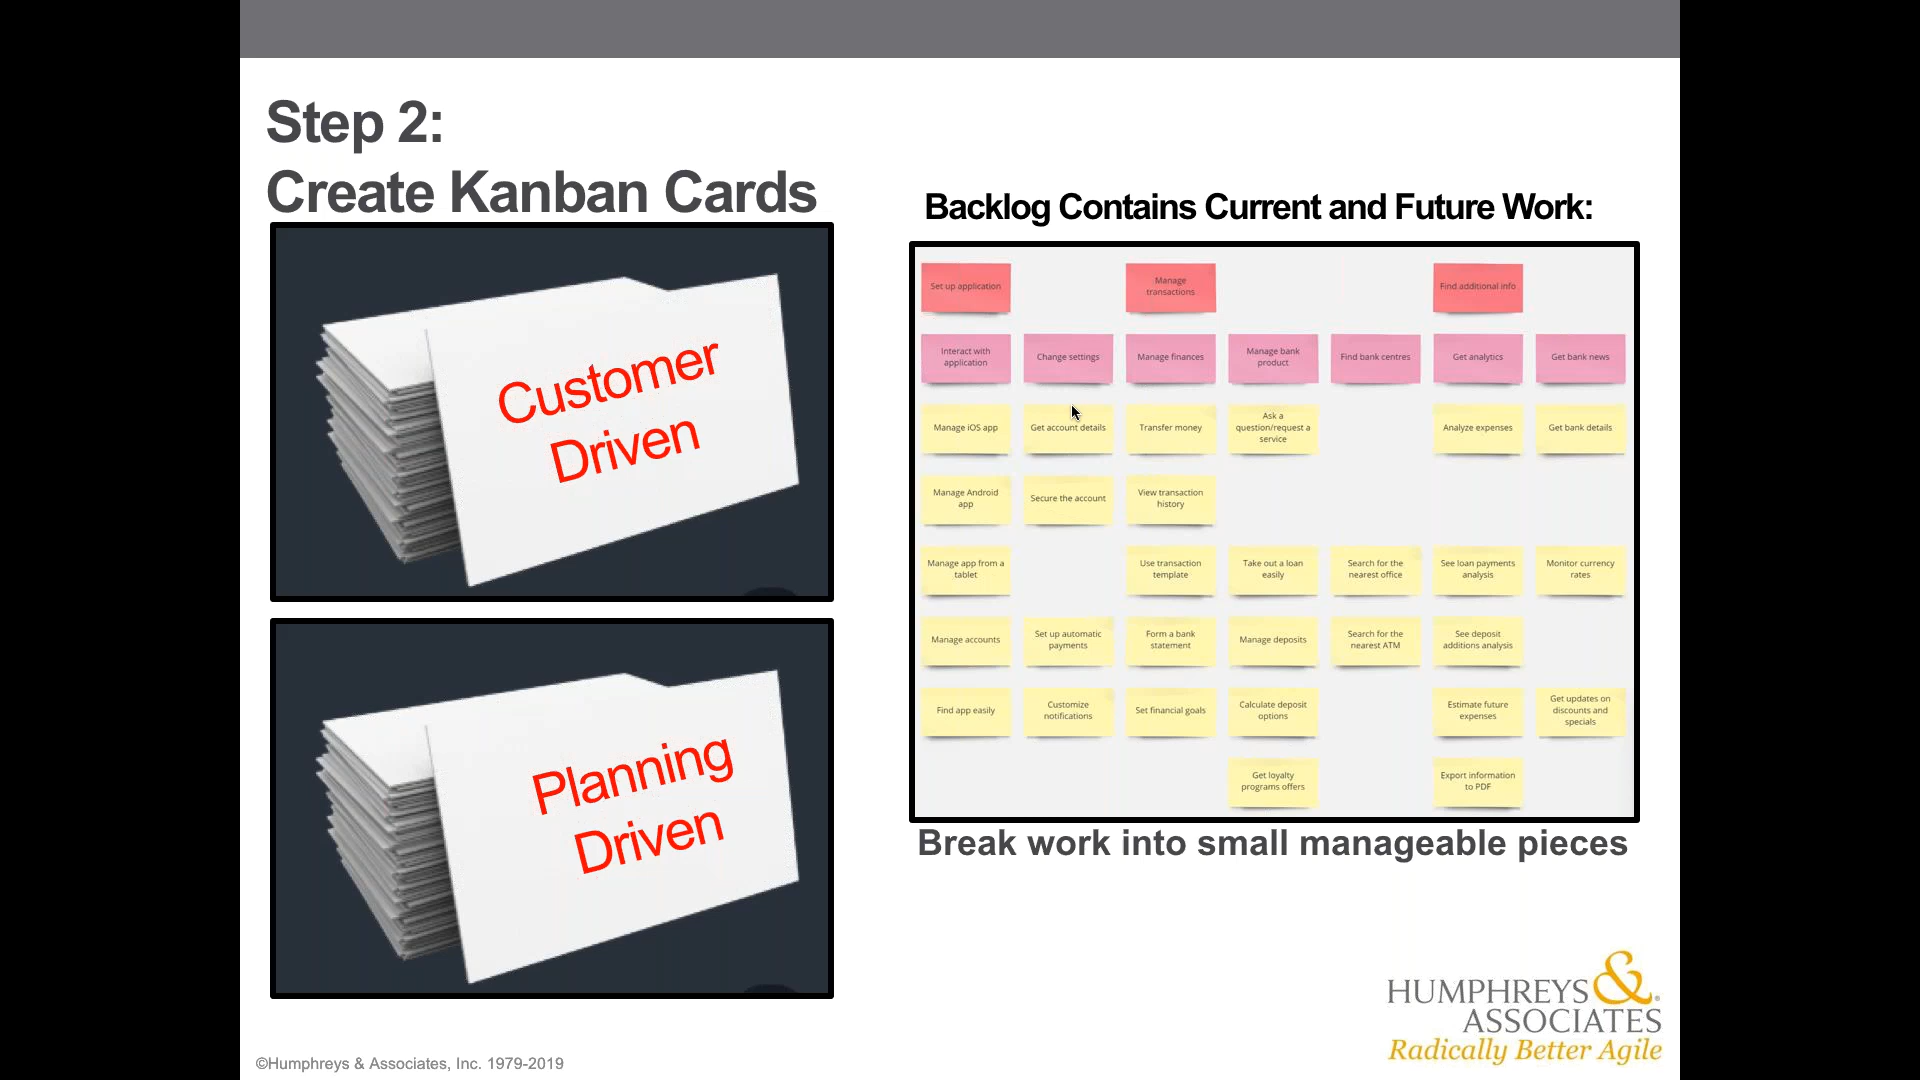 Step 2:
Create Kanban Cards
Customer
Driven
Planning
Driven
Backlog Contains Current and Future Work:
Set up application
Manage
transactions
Find additional info
Interact with
application
Change settings
Manage finances
Manage bank
product
Find bank centres
Get analytics
Get bank news
Manage iOS app
Get account details
Transfer money
Ask a
question/request a
service
Analyze expenses
Get bank details
Manage Android
app
Secure the account
View transaction
history
Manage app from a
tablet
Use transaction
template
Take out a loan
easily
Search for the
nearest office
See loan payments
analysis
Monitor currency
rates
Manage accounts
Set up automatic
payments
Form a bank
statement
Manage deposits
Search for the
nearest ATM
See deposit
additions analysis
Find app easily
Customize
notifications
Set financial goals
Calculate deposit
options
Estimate future
expenses
Get updates on
discounts and
specials
Get loyalty
programs offers
Export information
to PDF
Break work into small manageable pieces
HUMPHREYS &®
ASSOCIATES
Radically Better Agile
©Humphreys & Associates, Inc. 1979-2019